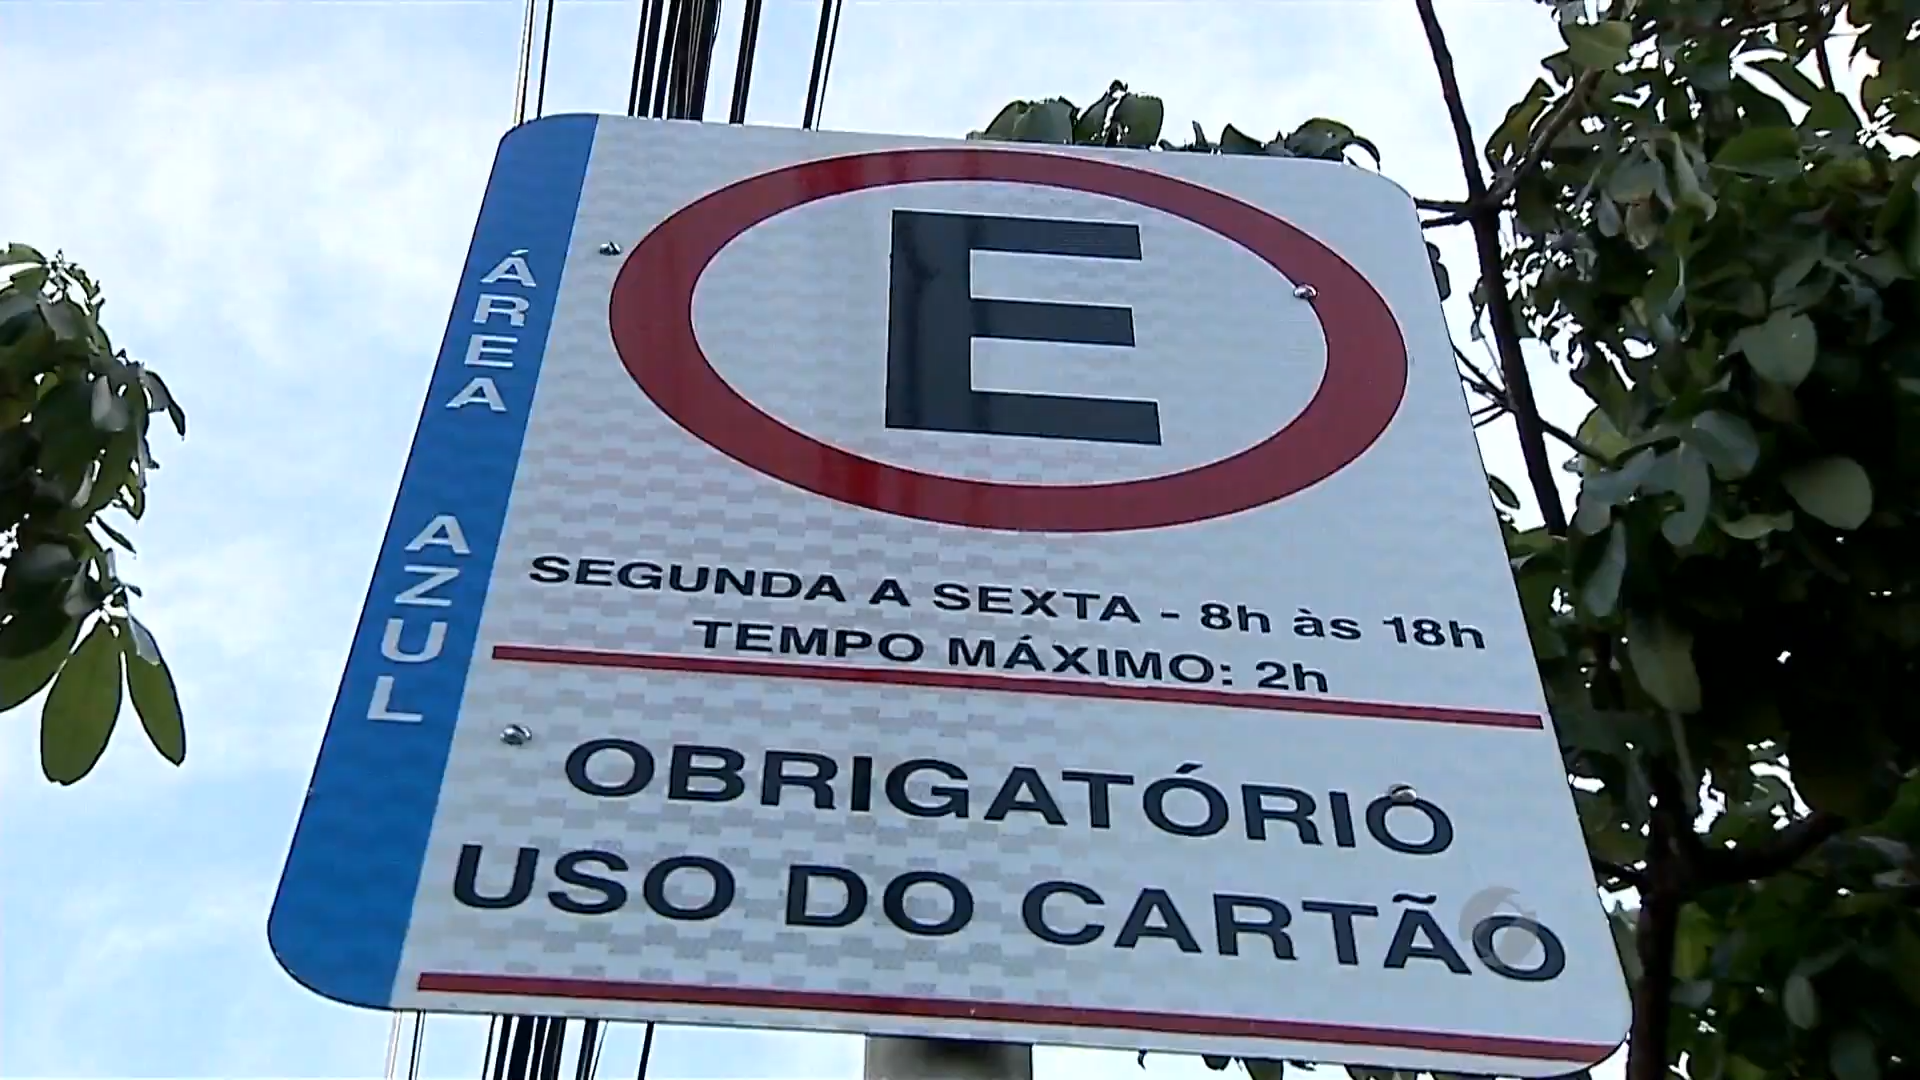 ÁREA AZUL
E
SEGUNDA A SEXTA - 8h às 18h
TEMPO MÁXIMO: 2h
OBRIGATÓRIO
USO DO CARTÃO